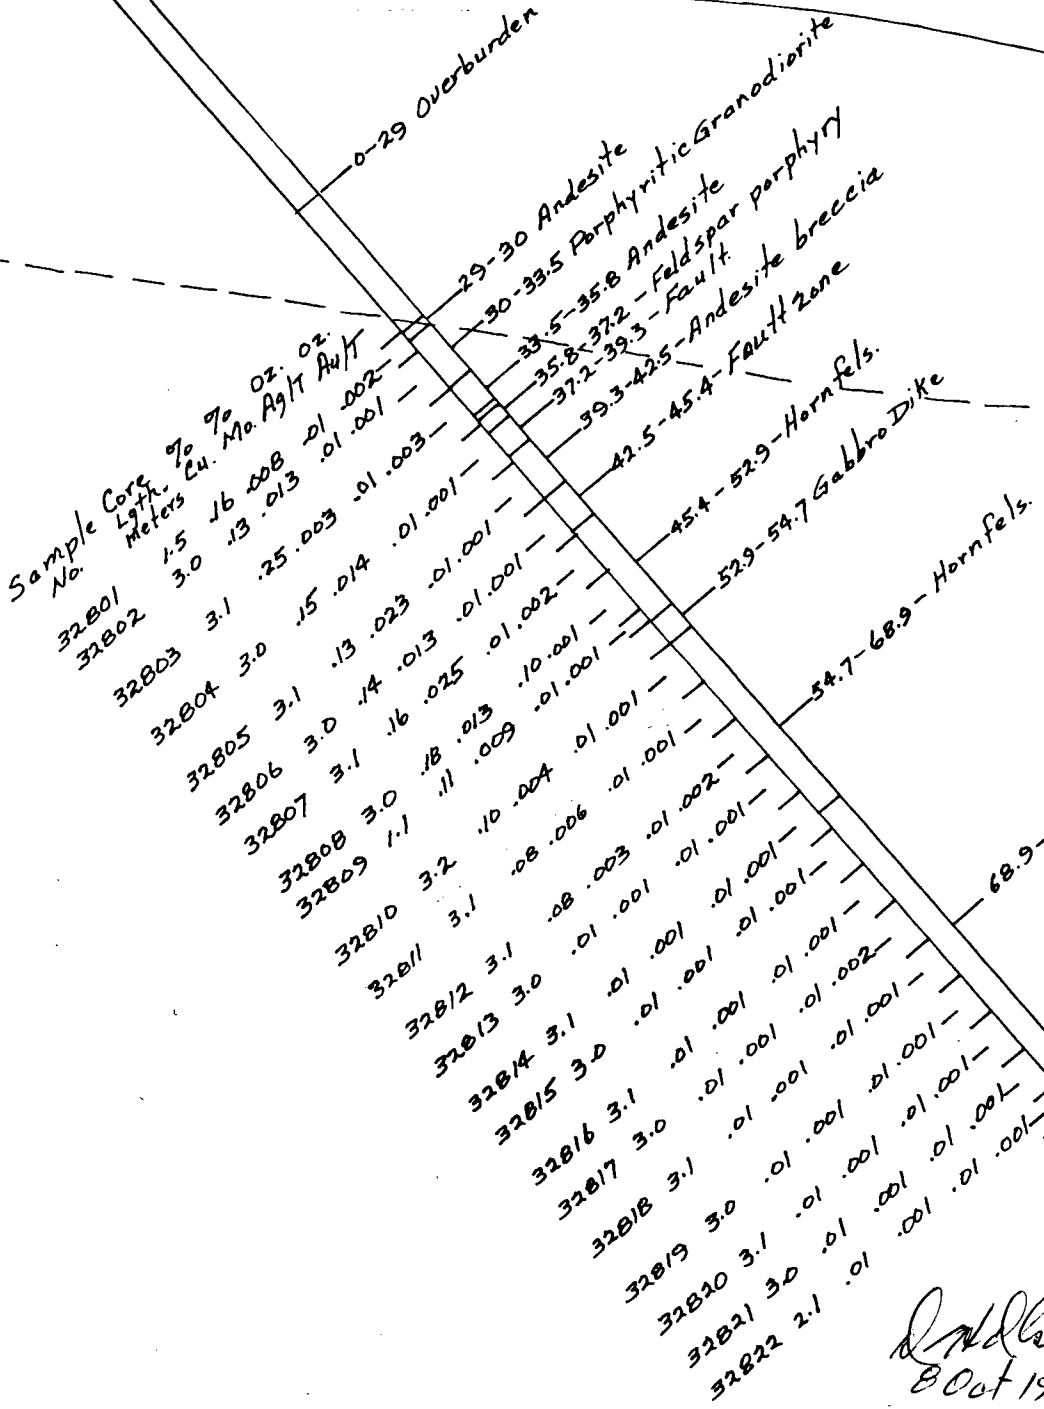 0-29 Overburden
29-30 Andesite
30-33.5 Porphyritic Granodiorite
33.5-35.8 Andesite
35.8-37.2-Feldspar porphyry
37.2-39.3-Fault.
39.3-42.5-Andesite breccia
42.5-45.4-Fault zone
45.4-52.9-Hornfels.
52.9-54.7 Gabbro Dike
54.7-68.9-Hornfels.
68.9-
Sample Core % % oz. oz.
No. Lgth. Cu. Mo. Ag/T Au/T
Meters
32801 1.5 .16 .008 .01 .002
32802 3.0 .13 .013 .01 .001
32803 3.1 .25 .003 .01 .003
32804 3.0 .15 .014 .01 .001
32805 3.1 .13 .023 .01 .001
32806 3.0 .14 .013 .01 .001
32807 3.1 .16 .025 .01 .002
32808 3.0 .18 .013 .10 .001
32809 1.1 .11 .009 .01 .001
32810 3.2 .10 .004 .01 .001
32811 3.1 .08 .006 .01 .001
32812 3.1 .08 .003 .01 .002
32813 3.0 .01 .001 .01 .001
32814 3.1 .01 .001 .01 .001
32815 3.0 .01 .001 .01 .001
32816 3.1 .01 .001 .01 .001
32817 3.0 .01 .001 .01 .002
32818 3.1 .01 .001 .01 .001
32819 3.0 .01 .001 .01 .001
32820 3.1 .01 .001 .01 .001
32821 3.0 .01 .001 .01 .001
32822 2.1 .01 .001 .01 .001
8 Oct 19